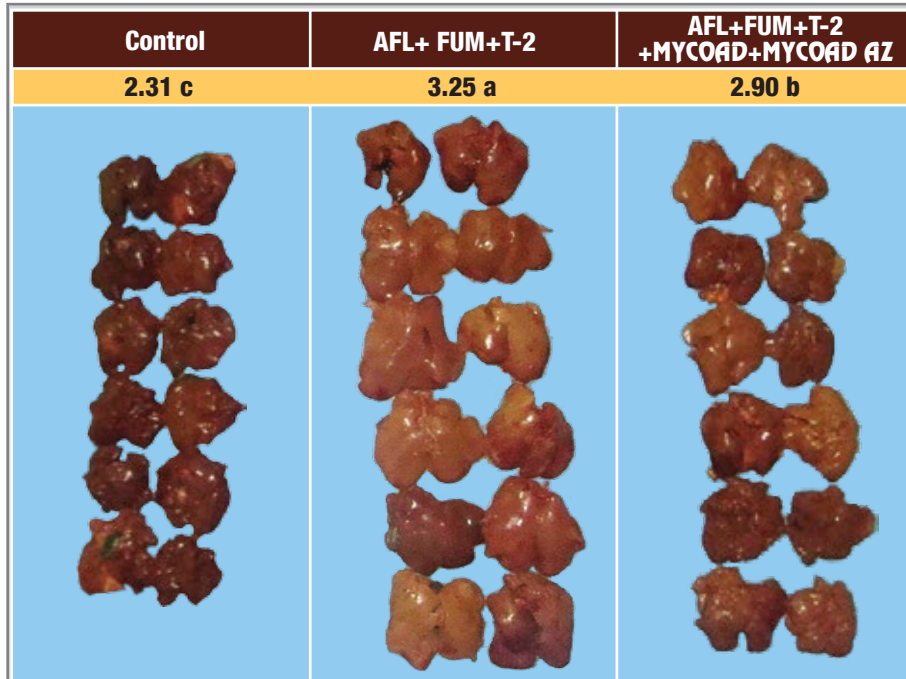 Control
AFL+ FUM+T-2
AFL+FUM+T-2
+MYCOAD+MYCOAD AZ
2.31 c
3.25 a
2.90 b